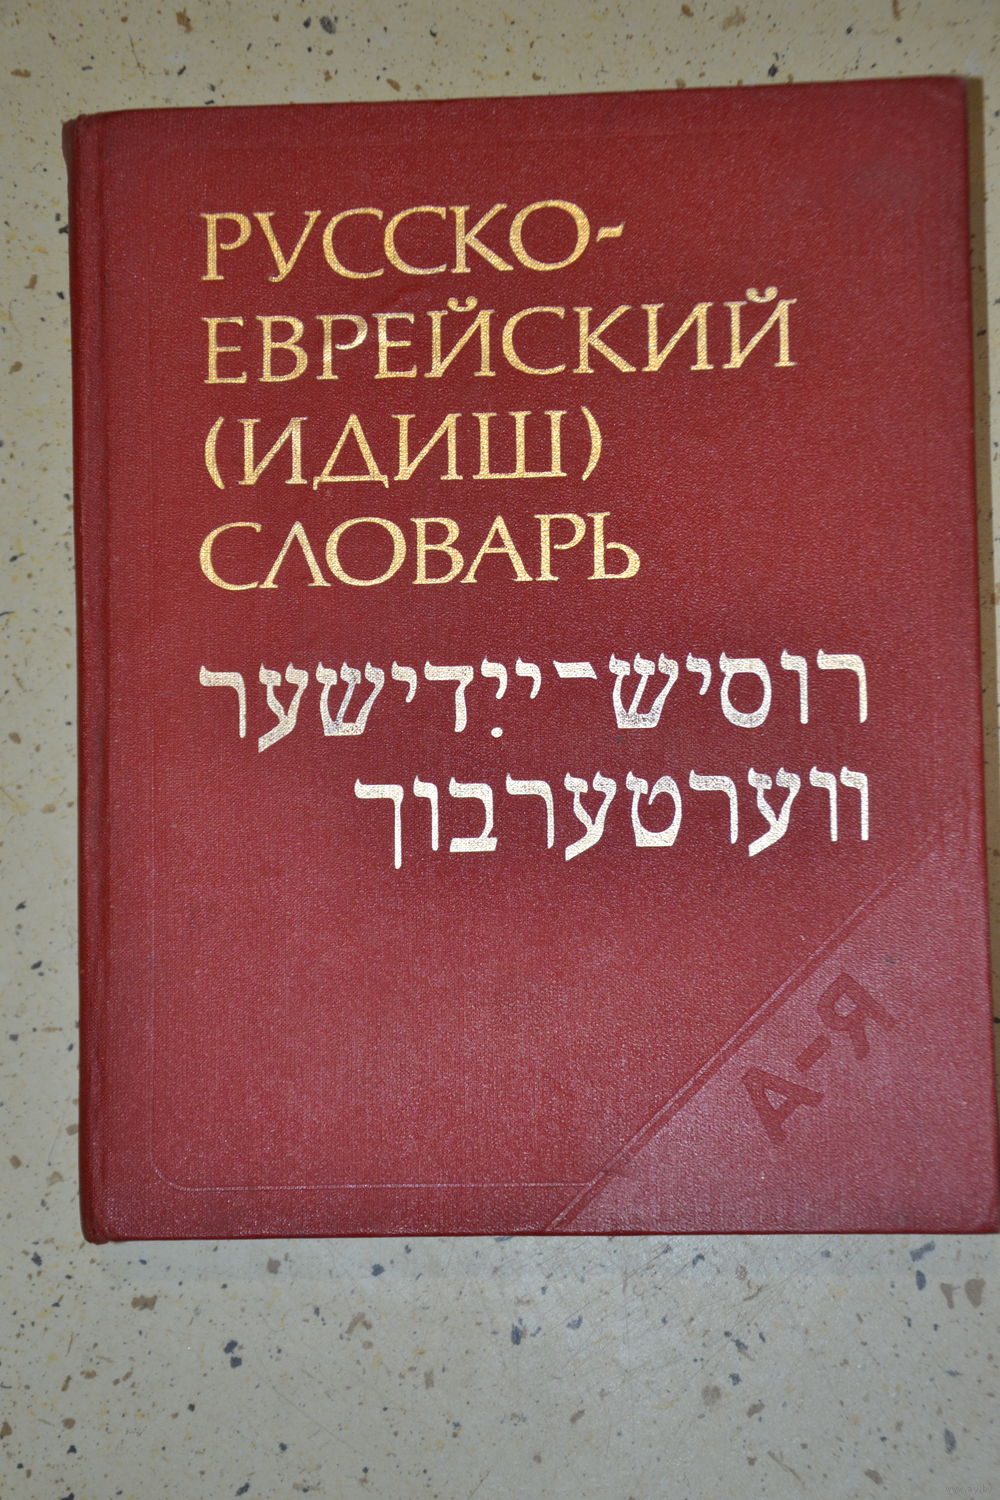 РУССКО-
ЕВРЕЙСКИЙ
(ИДИШ)
СЛОВАРЬ
רוסיש־ייִדישער
ווערטערבוך
А-Я